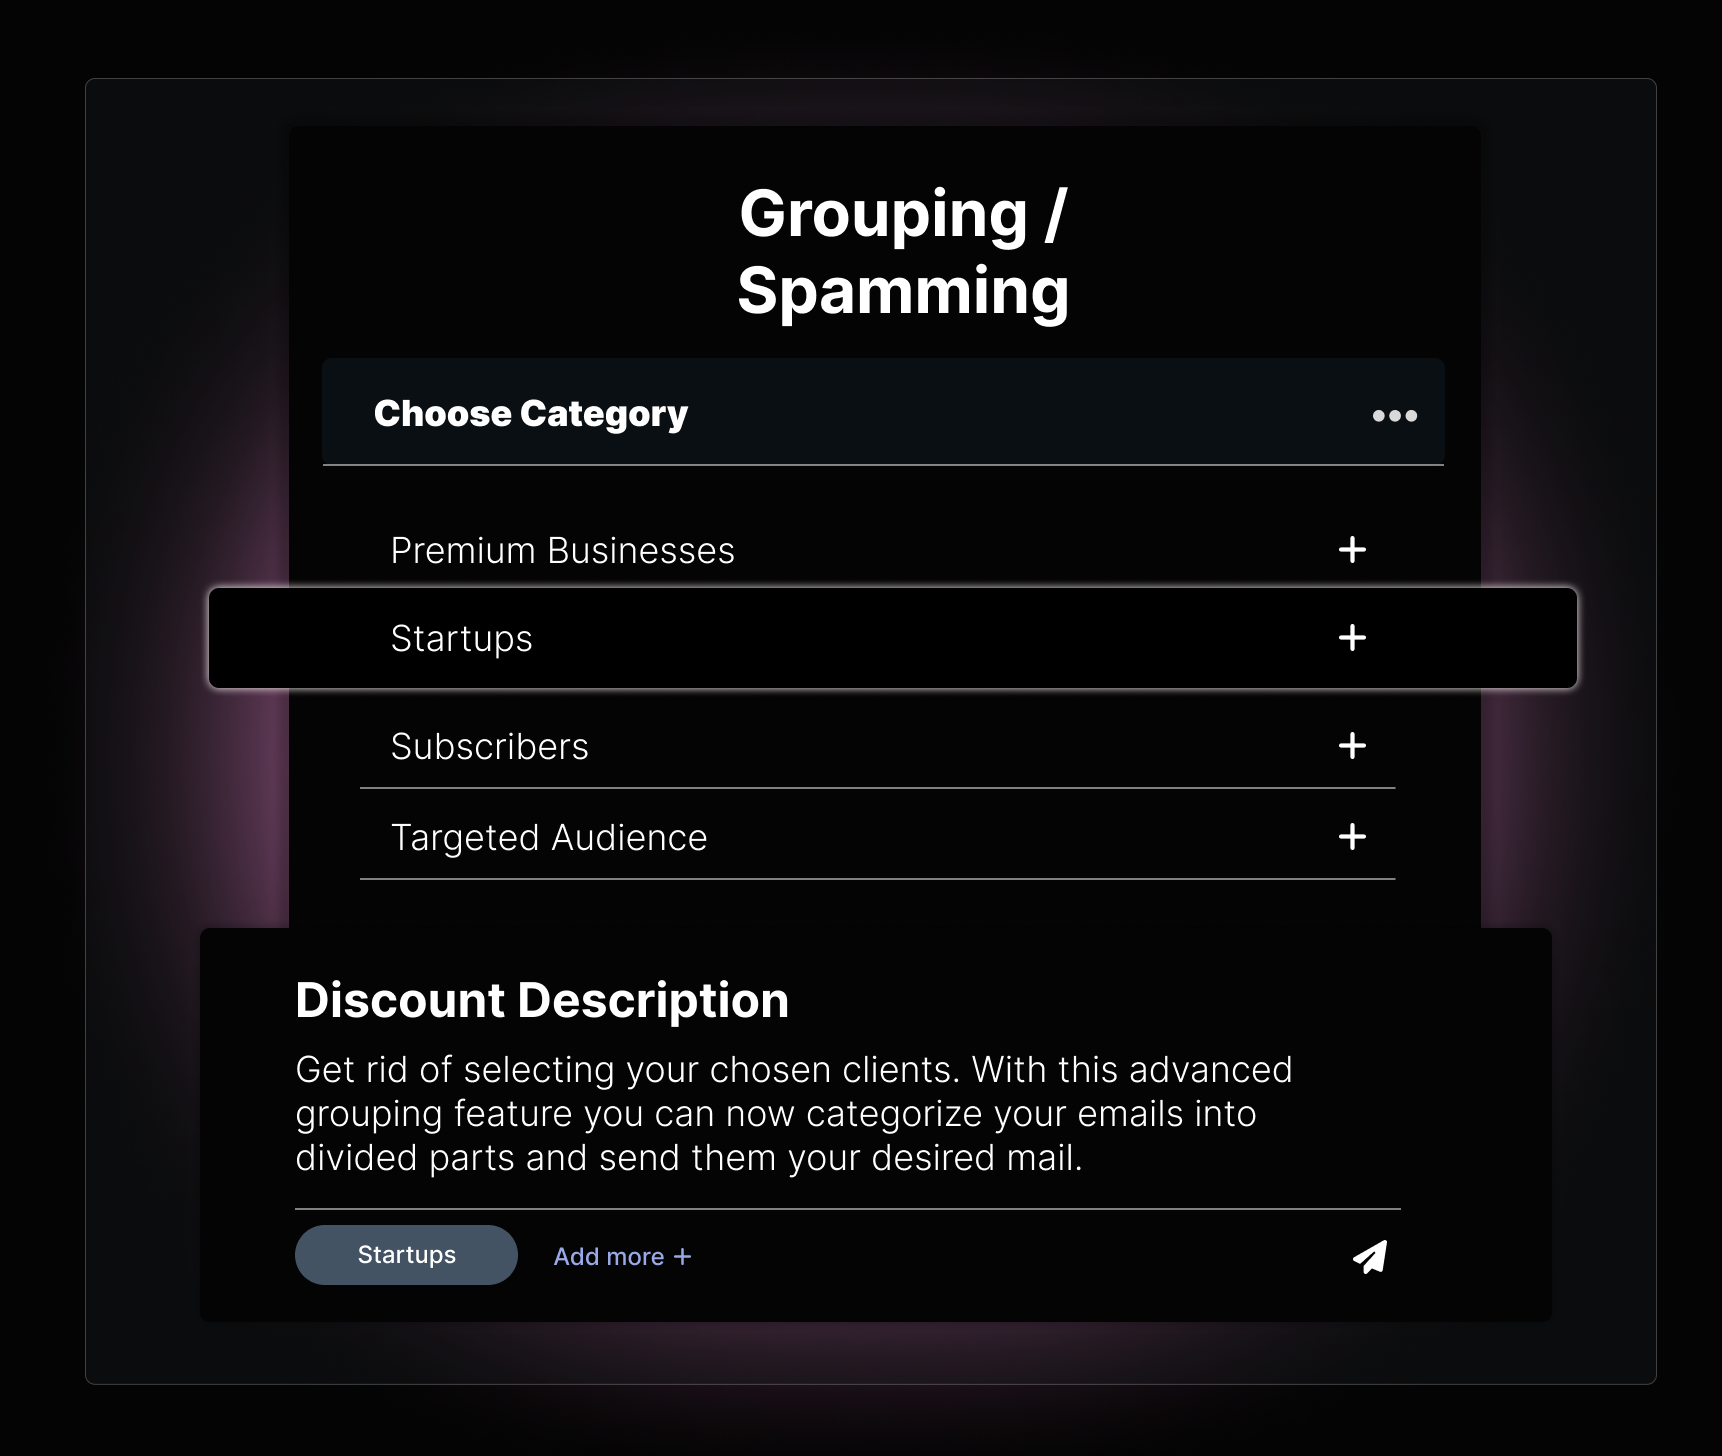 Grouping /
Spamming
Choose Category
Premium Businesses
Startups
Subscribers
Targeted Audience
Discount Description
Get rid of selecting your chosen clients. With this advanced
grouping feature you can now categorize your emails into
divided parts and send them your desired mail.
Startups
Add more +